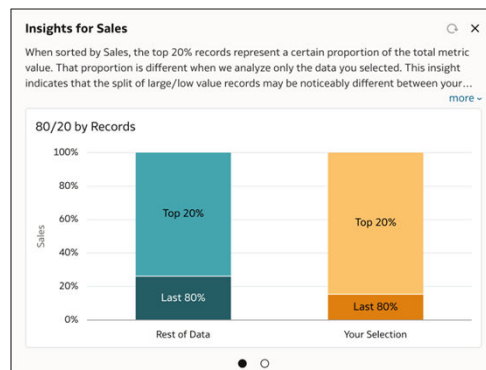 Insights for Sales
When sorted by Sales, the top 20% records represent a certain proportion of the total metric
value. That proportion is different when we analyze only the data you selected. This insight
indicates that the split of large/low value records may be noticeably different between your...
more
80/20 by Records
100%
80%
60%
40%
20%
0%
Sales
Top 20%
Last 80%
Top 20%
Last 80%
Rest of Data
Your Selection